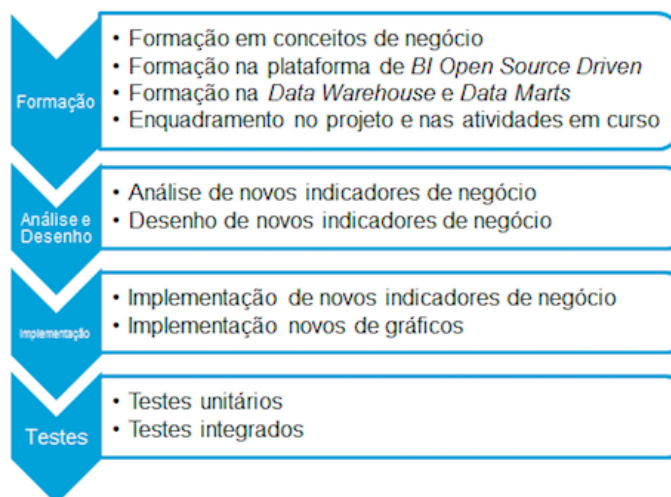 Formação
• Formação em conceitos de negócio
• Formação na plataforma de BI Open Source Driven
• Formação na Data Warehouse e Data Marts
• Enquadramento no projeto e nas atividades em curso
Análise e
Desenho
• Análise de novos indicadores de negócio
• Desenho de novos indicadores de negócio
Implementação
• Implementação de novos indicadores de negócio
• Implementação novos de gráficos
Testes
• Testes unitários
• Testes integrados